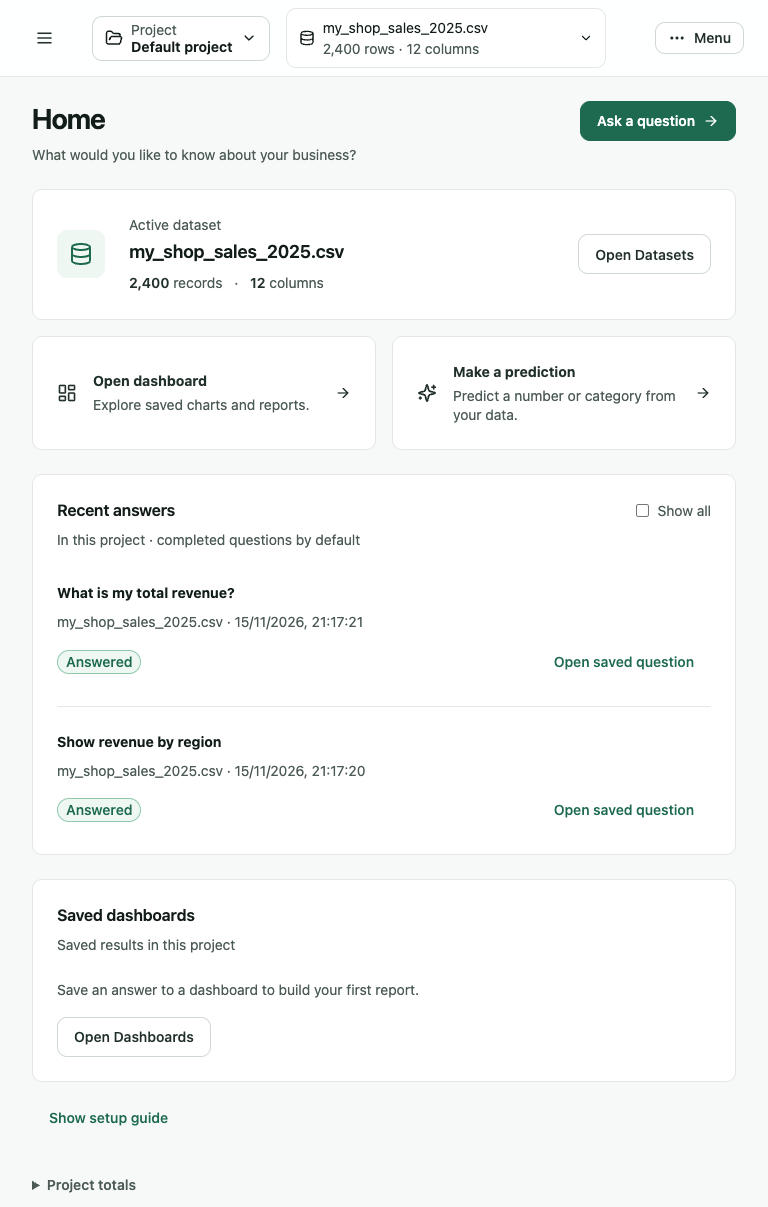 Project
Default project
my_shop_sales_2025.csv
2,400 rows · 12 columns
Menu
Home
Ask a question
What would you like to know about your business?
Active dataset
my_shop_sales_2025.csv
2,400 records · 12 columns
Open Datasets
Open dashboard
Explore saved charts and reports.
Make a prediction
Predict a number or category from
your data.
Recent answers
Show all
In this project · completed questions by default
What is my total revenue?
my_shop_sales_2025.csv · 15/11/2026, 21:17:21
Answered
Open saved question
Show revenue by region
my_shop_sales_2025.csv · 15/11/2026, 21:17:20
Answered
Open saved question
Saved dashboards
Saved results in this project
Save an answer to a dashboard to build your first report.
Open Dashboards
Show setup guide
Project totals